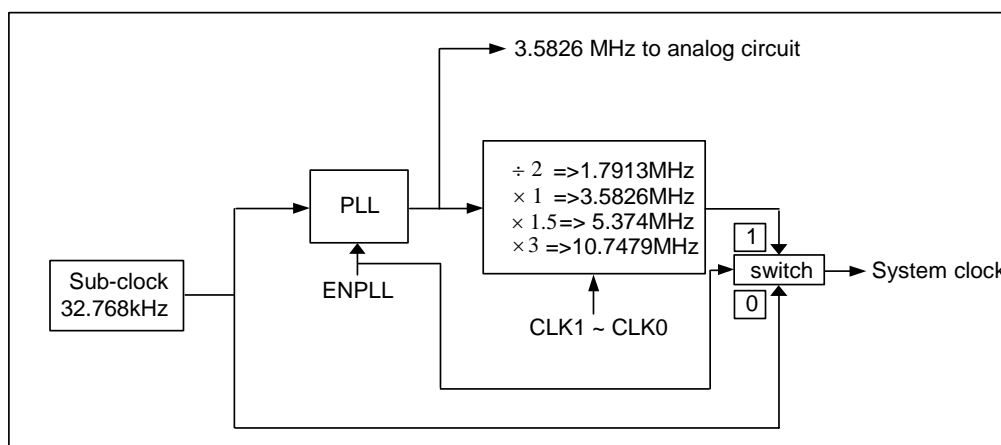 3.5826 MHz to analog circuit
PLL
÷ 2 =>1.7913MHz
× 1 =>3.5826MHz
× 1.5=> 5.374MHz
×3 =>10.7479MHz
1
Sub-clock
32.768kHz
ENPLL
switch
System clock
0
CLK1 ~ CLK0